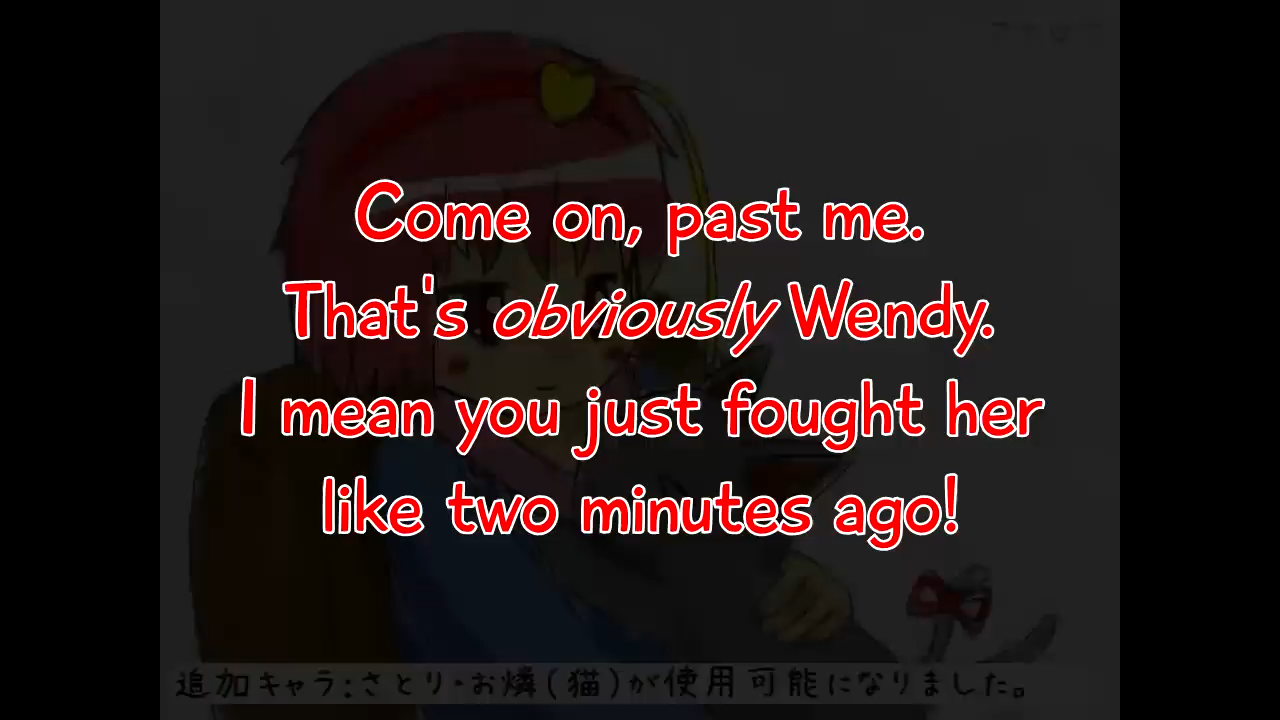 Come on, past me.
That's obviously Wendy.
I mean you just fought her
like two minutes ago!
追加キャラ:さとり・お燐(猫)が使用可能になりました。